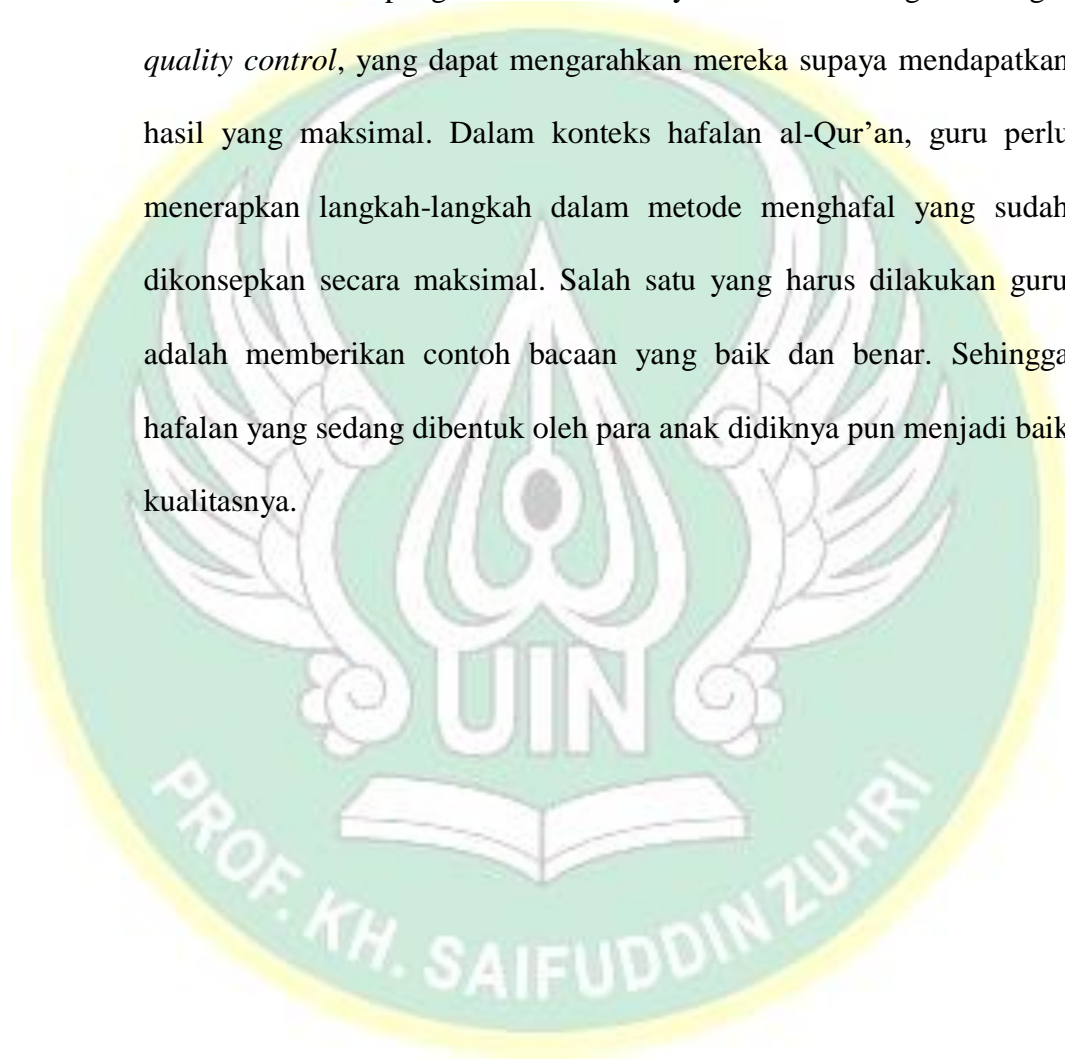 quality control, yang dapat mengarahkan mereka supaya mendapatkan
hasil yang maksimal. Dalam konteks hafalan al-Qur’an, guru perlu
menerapkan langkah-langkah dalam metode menghafal yang sudah
dikonsepkan secara maksimal. Salah satu yang harus dilakukan guru
adalah memberikan contoh bacaan yang baik dan benar. Sehingga
hafalan yang sedang dibentuk oleh para anak didiknya pun menjadi baik
kualitasnya.
UIN
PROF. KH. SAIFUDDIN ZUHRI